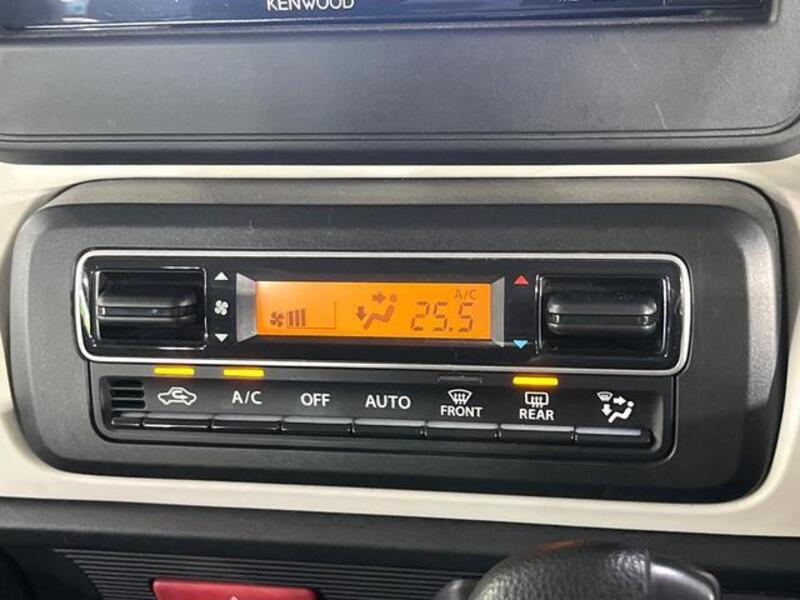 KENWOOD
A/C
25.5
A/C OFF AUTO FRONT REAR